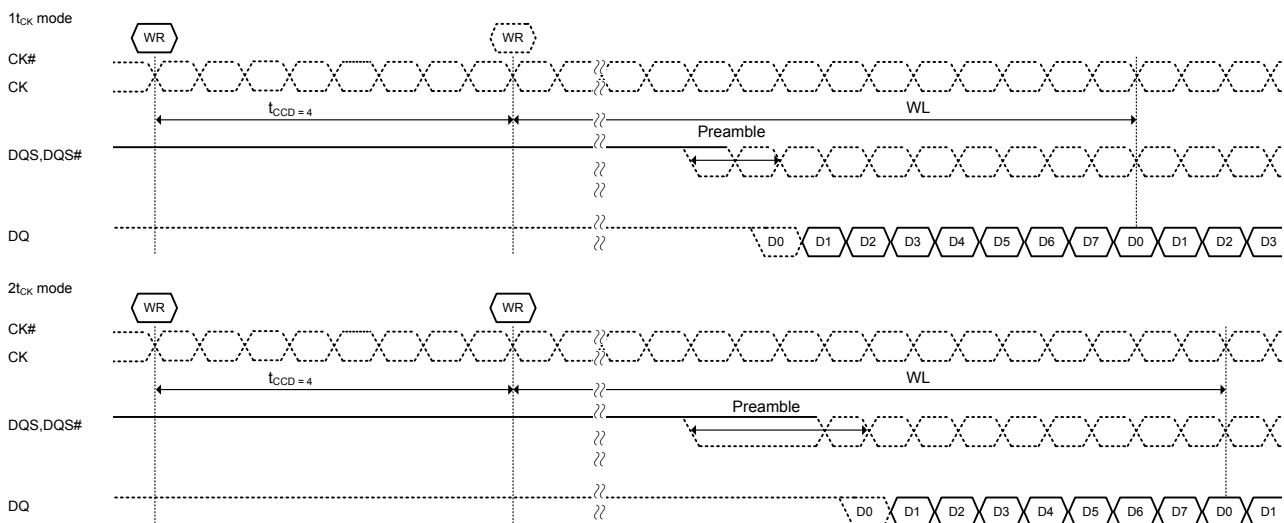 1tCK mode
WR WR
CK#
CK
tCCD = 4 WL
Preamble
DQS,DQS#
DQ D0 D1 D2 D3 D4 D5 D6 D7 D0 D1 D2 D3
2tCK mode
WR WR
CK#
CK
tCCD = 4 WL
Preamble
DQS,DQS#
DQ D0 D1 D2 D3 D4 D5 D6 D7 D0 D1